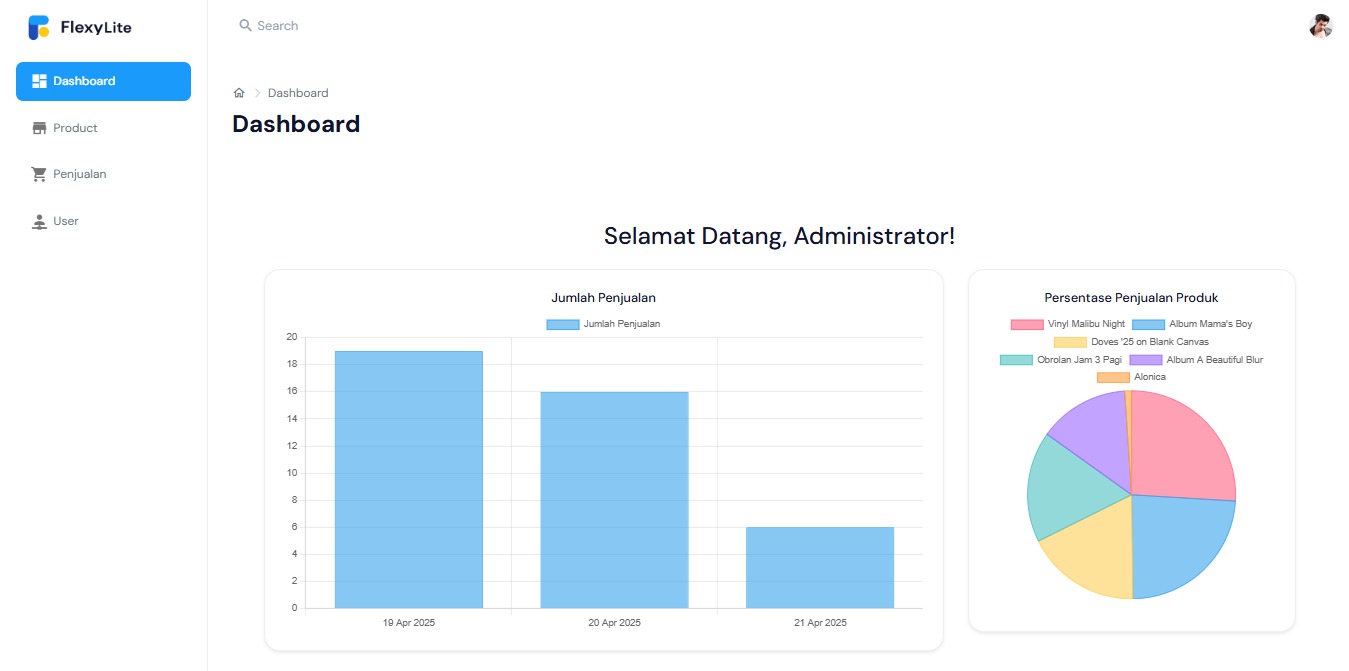 FlexyLite
Search
Dashboard
Product
Penjualan
User
Dashboard
Dashboard
Selamat Datang, Administrator!
Jumlah Penjualan
Jumlah Penjualan
20
18
16
14
12
10
8
6
4
2
0
19 Apr 2025 20 Apr 2025 21 Apr 2025
Persentase Penjualan Produk
Vinyl Malibu Night Album Mama's Boy
Doves '25 on Blank Canvas
Obrolan Jam 3 Pagi Album A Beautiful Blur
Alonica